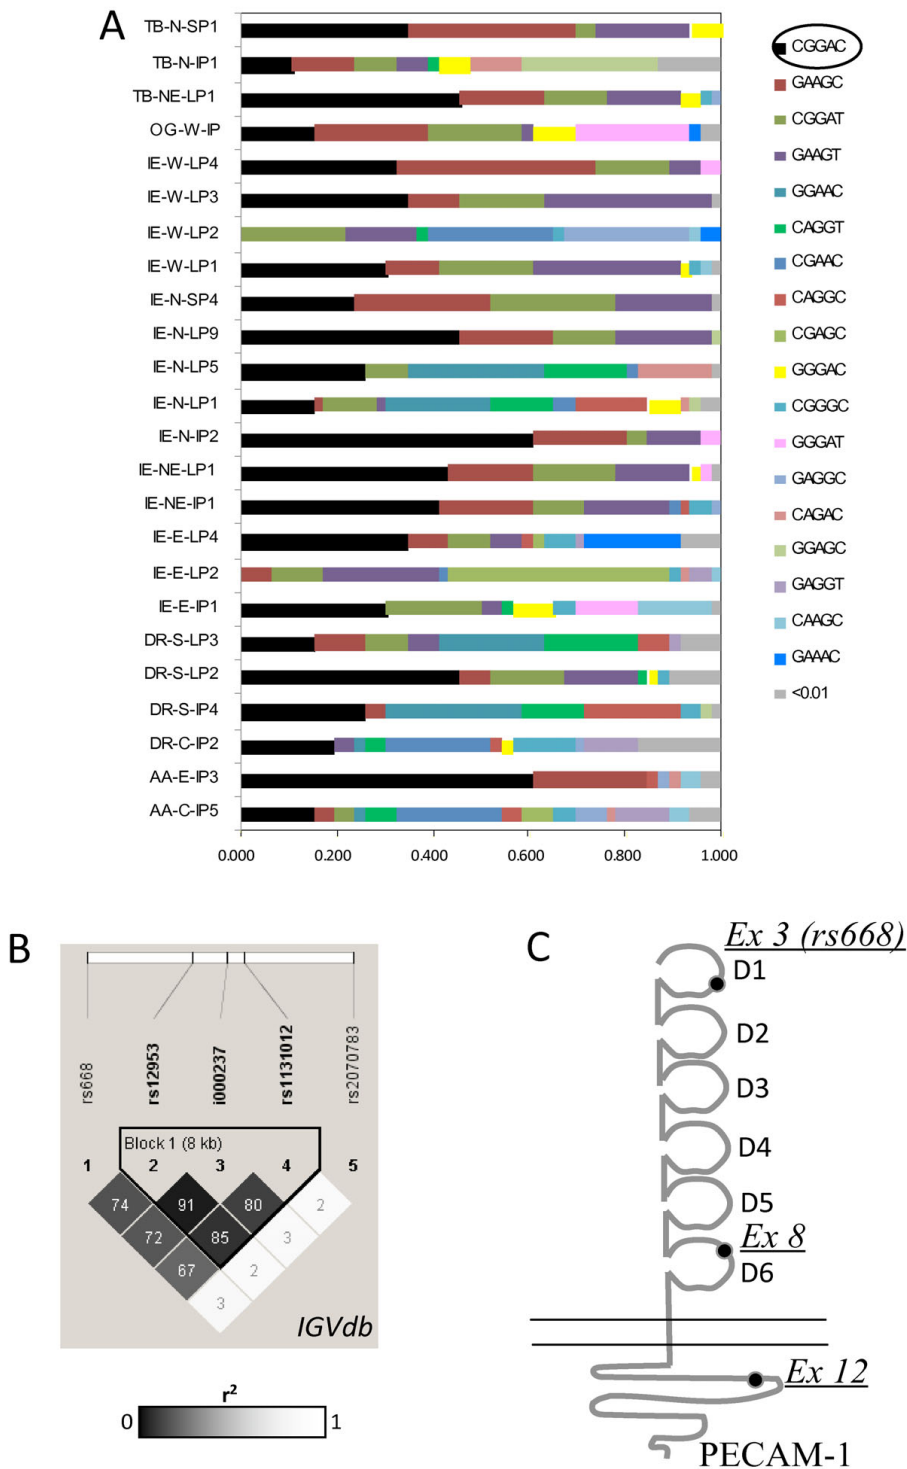 A
TB-N-SP1
TB-N-IP1
TB-NE-LP1
OG-W-IP
IE-W-LP4
IE-W-LP3
IE-W-LP2
IE-W-LP1
IE-N-SP4
IE-N-LP9
IE-N-LP5
IE-N-LP1
IE-N-IP2
IE-NE-LP1
IE-NE-IP1
IE-E-LP4
IE-E-LP2
IE-E-IP1
DR-S-LP3
DR-S-LP2
DR-S-IP4
DR-C-IP2
AA-E-IP3
AA-C-IP5
0.000 0.200 0.400 0.600 0.800 1.000
CGGAC
GAAGC
CGGAT
GAAGT
GGAAC
CAGGT
CGAAC
CAGGC
CGAGC
GGGAC
CGGGC
GGGAT
GAGGC
CAGAC
GGAGC
GAGGT
CAAGC
GAAAC
<0.01
B
rs668
rs12953
i000237
rs1131012
rs2070783
Block 1 (8 kb)
1 2 3 4 5
74 91 80 2
72 85 3
67 2
3
IGVdb
r²
0 1
C
Ex 3 (rs668)
D1
D2
D3
D4
D5
Ex 8
D6
Ex 12
PECAM-1